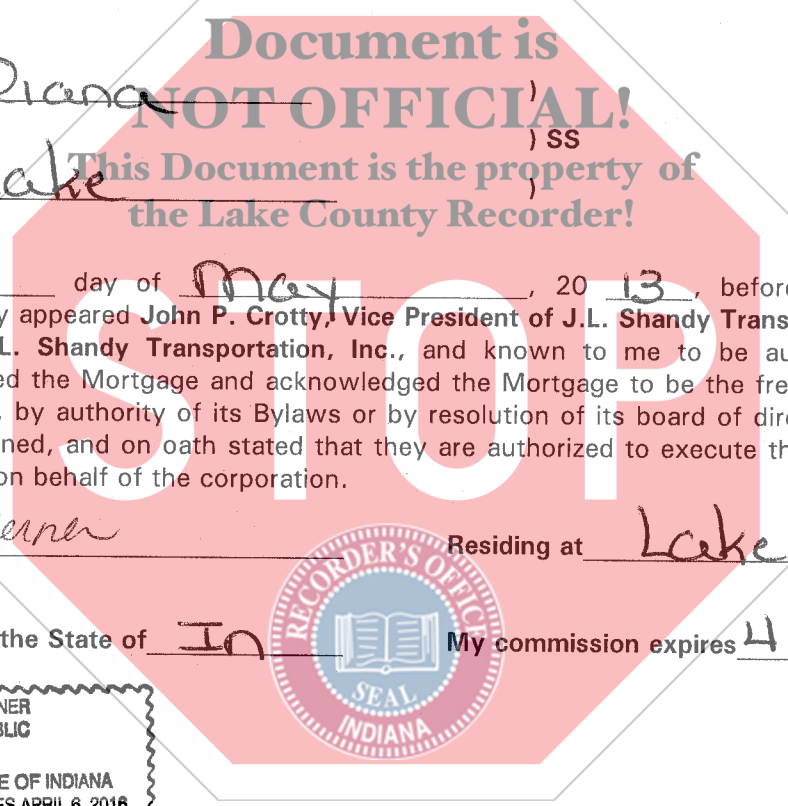 Document is
NOT OFFICIAL!
diana )
) SS
This Document is the property of
ake )
the Lake County Recorder!
day of May, 20 13, before
y appeared John P. Crotty, Vice President of J.L. Shandy Trans
L. Shandy Transportation, Inc., and known to me to be au
ed the Mortgage and acknowledged the Mortgage to be the fre
, by authority of its Bylaws or by resolution of its board of dire
ned, and on oath stated that they are authorized to execute th
on behalf of the corporation.
STOP
erner
Residing at Lake
RECORDER'S OFFICE
the State of In
My commission expires 4
SEAL
INDIANA
NER
BLIC
E OF INDIANA
ES APRIL 6, 2016